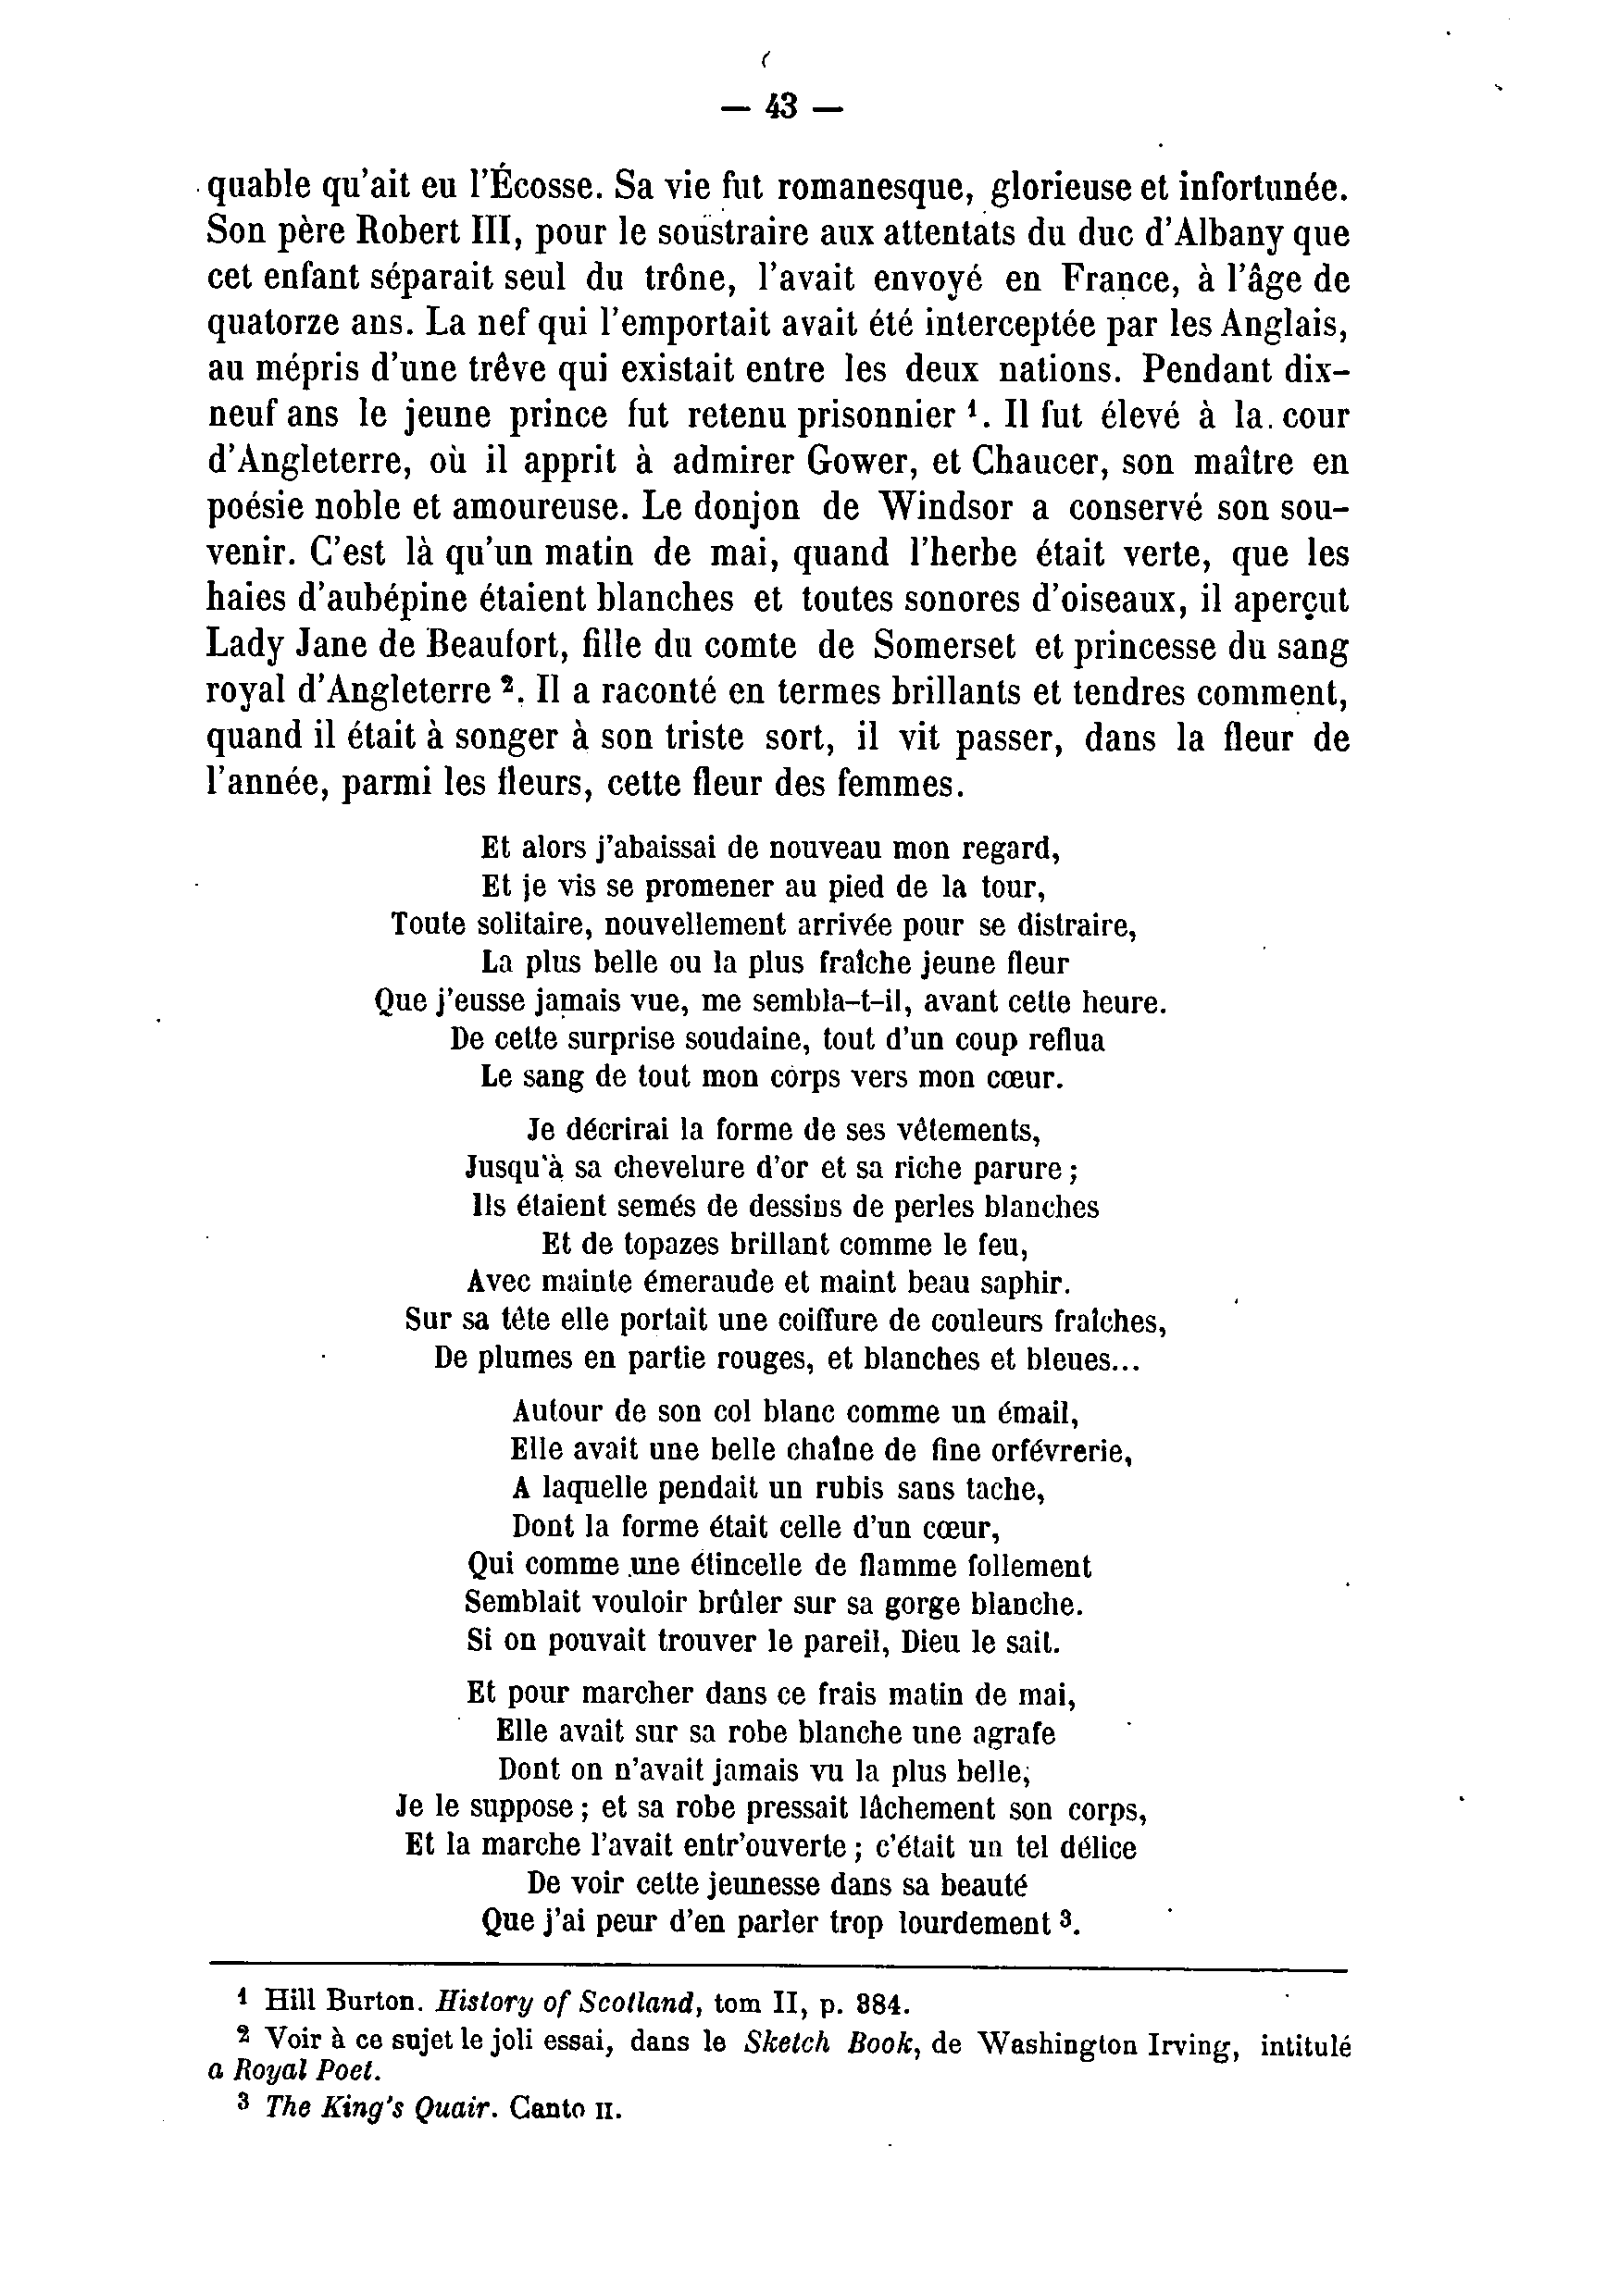 — 43 —
quable qu'ait eu l'Écosse. Sa vie fut romanesque, glorieuse et infortunée.
Son père Robert III, pour le soustraire aux attentats du duc d'Albany que
cet enfant séparait seul du trône, l'avait envoyé en France, à l'âge de
quatorze ans. La nef qui l'emportait avait été interceptée par les Anglais,
au mépris d'une trêve qui existait entre les deux nations. Pendant dix-
neuf ans le jeune prince fut retenu prisonnier ¹. Il fut élevé à la cour
d'Angleterre, où il apprit à admirer Gower, et Chaucer, son maître en
poésie noble et amoureuse. Le donjon de Windsor a conservé son sou-
venir. C'est là qu'un matin de mai, quand l'herbe était verte, que les
haies d'aubépine étaient blanches et toutes sonores d'oiseaux, il aperçut
Lady Jane de Beaufort, fille du comte de Somerset et princesse du sang
royal d'Angleterre ². Il a raconté en termes brillants et tendres comment,
quand il était à songer à son triste sort, il vit passer, dans la fleur de
l'année, parmi les fleurs, cette fleur des femmes.
Et alors j'abaissai de nouveau mon regard,
Et je vis se promener au pied de la tour,
Toute solitaire, nouvellement arrivée pour se distraire,
La plus belle ou la plus fraîche jeune fleur
Que j'eusse jamais vue, me sembla-t-il, avant cette heure.
De cette surprise soudaine, tout d'un coup reflua
Le sang de tout mon corps vers mon cœur.
Je décrirai la forme de ses vêtements,
Jusqu'à sa chevelure d'or et sa riche parure ;
Ils étaient semés de dessins de perles blanches
Et de topazes brillant comme le feu,
Avec mainte émeraude et maint beau saphir.
Sur sa tête elle portait une coiffure de couleurs fraîches,
De plumes en partie rouges, et blanches et bleues...
Autour de son col blanc comme un émail,
Elle avait une belle chaîne de fine orfévrerie,
A laquelle pendait un rubis sans tache,
Dont la forme était celle d'un cœur,
Qui comme une étincelle de flamme follement
Semblait vouloir brûler sur sa gorge blanche.
Si on pouvait trouver le pareil, Dieu le sait.
Et pour marcher dans ce frais matin de mai,
Elle avait sur sa robe blanche une agrafe
Dont on n'avait jamais vu la plus belle,
Je le suppose ; et sa robe pressait lâchement son corps,
Et la marche l'avait entr'ouverte ; c'était un tel délice
De voir cette jeunesse dans sa beauté
Que j'ai peur d'en parler trop lourdement ³.
¹ Hill Burton. History of Scotland, tom II, p. 884.
² Voir à ce sujet le joli essai, dans le Sketch Book, de Washington Irving, intitulé
a Royal Poet.
³ The King's Quair. Canto II.